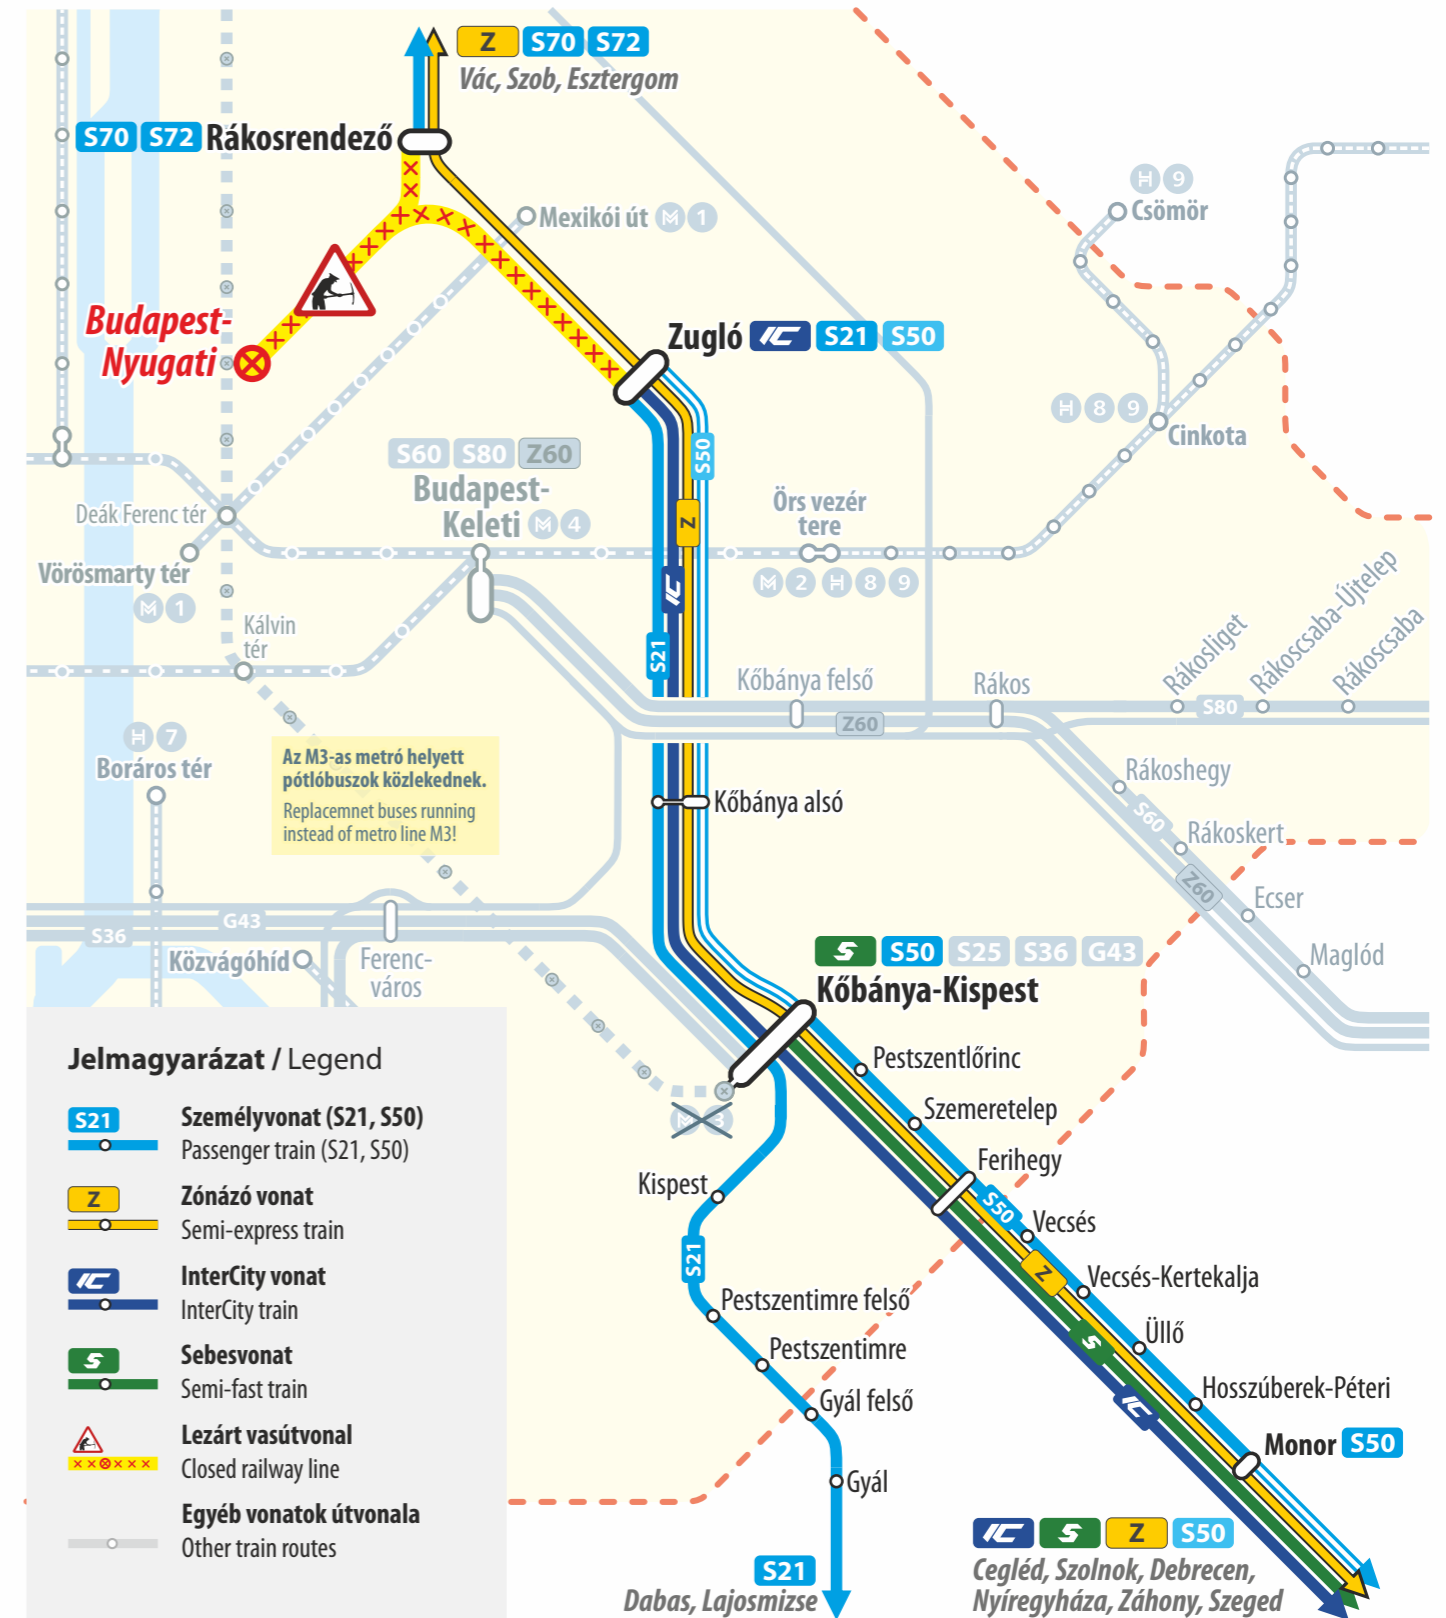 Z S70 S72
Vác, Szob, Esztergom
S70 S72 Rákosrendező
H 9
Csömör
Mexikói út M 1
Budapest-
Nyugati
Zugló IC S21 S50
H 8 9
Cinkota
S60 S80 Z60
Budapest-
Keleti M 4
S50
Z
IC
S21
Örs vezér
tere
M 2 H 8 9
Deák Ferenc tér
Vörösmarty tér
M 1
Kálvin
tér
Kőbánya felső
Z60
Rákos
Rákosliget
S80
Rákoscsaba-Újtelep
Rákoscsaba
H 7
Boráros tér
Az M3-as metró helyett
pótlóbuszok közlekednek.
Replacemnet buses running
instead of metro line M3!
Kőbánya alsó
Rákoshegy
S60
Rákoskert
Z60
Ecser
Maglód
G43
S36
Közvágóhíd
Ferenc-
város
S S50 S25 S36 G43
Kőbánya-Kispest
M 3
Pestszentlőrinc
Szemeretelep
Ferihegy
S50
Vecsés
Z
Vecsés-Kertekalja
S
Üllő
IC
Hosszúberek-Péteri
Monor S50
Kispest
S21
Pestszentimre felső
Pestszentimre
Gyál felső
Gyál
S21
Dabas, Lajosmizse
IC S Z S50
Cegléd, Szolnok, Debrecen,
Nyíregyháza, Záhony, Szeged
Jelmagyarázat / Legend
S21
Személyvonat (S21, S50)
Passenger train (S21, S50)
Z
Zónázó vonat
Semi-express train
IC
InterCity vonat
InterCity train
S
Sebesvonat
Semi-fast train
Lezárt vasútvonal
Closed railway line
Egyéb vonatok útvonala
Other train routes